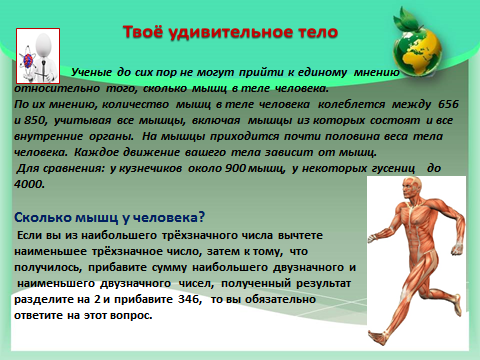 Твоё удивительное тело
Ученые до сих пор не могут прийти к единому мнению
относительно того, сколько мышц в теле человека.
По их мнению, количество мышц в теле человека колеблется между 656
и 850, учитывая все мышцы, включая мышцы из которых состоят и все
внутренние органы. На мышцы приходится почти половина веса тела
человека. Каждое движение вашего тела зависит от мышц.
Для сравнения: у кузнечиков около 900 мышц, у некоторых гусениц до
4000.
Сколько мышц у человека?
Если вы из наибольшего трёхзначного числа вычтете
наименьшее трёхзначное число, затем к тому, что
получилось, прибавите сумму наибольшего двузначного и
наименьшего двузначного чисел, полученный результат
разделите на 2 и прибавите 346, то вы обязательно
ответите на этот вопрос.